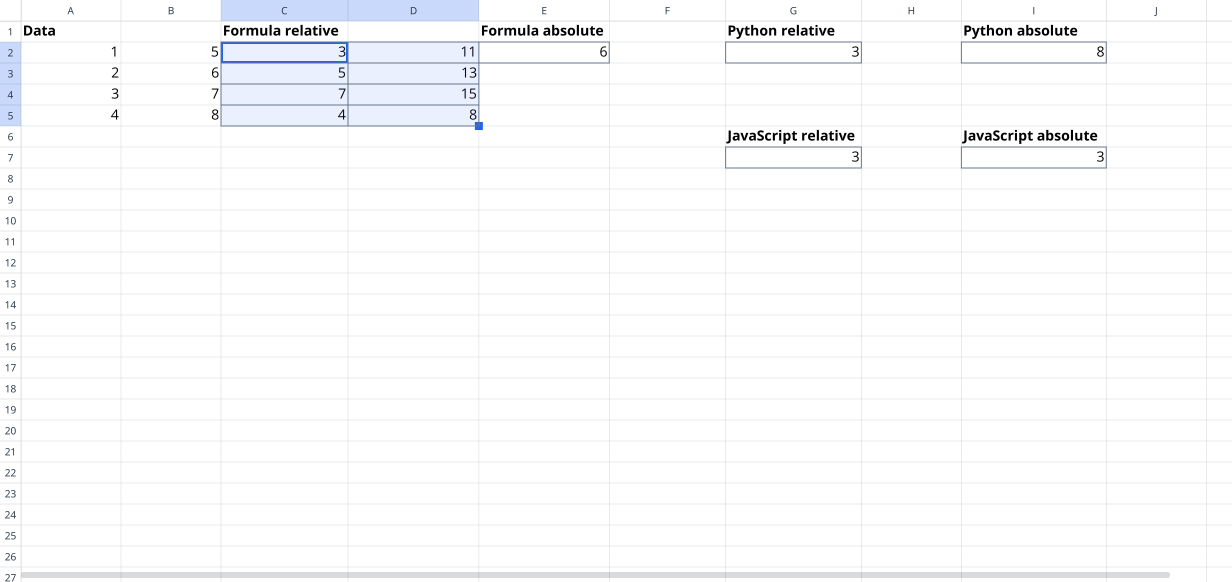 A B C D E F G H I J
1 Data Formula relative Formula absolute Python relative Python absolute
2 1 5 3 11 6 3 8
3 2 6 5 13
4 3 7 7 15
5 4 8 4 8
6 JavaScript relative JavaScript absolute
7 3 3
8
9
10
11
12
13
14
15
16
17
18
19
20
21
22
23
24
25
26
27